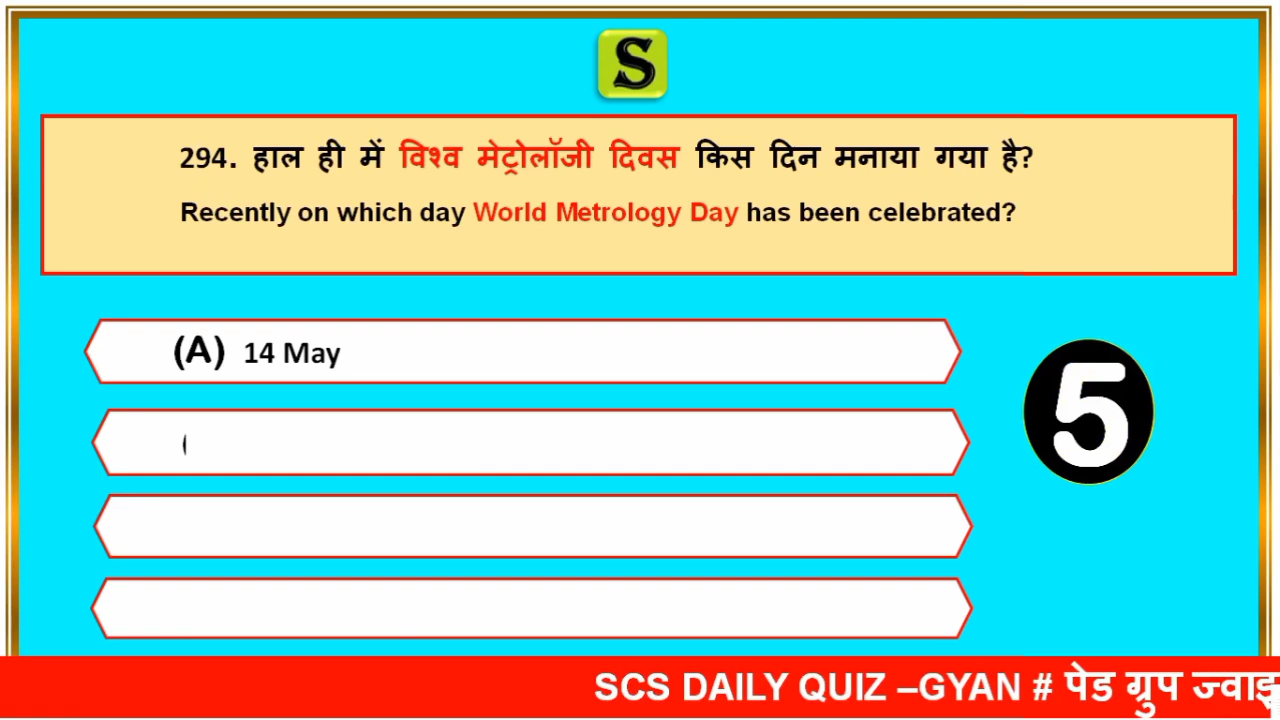 S
294. हाल ही में विश्व मेट्रोलॉजी दिवस किस दिन मनाया गया है?
Recently on which day World Metrology Day has been celebrated?
(A) 14 May
(
5
SCS DAILY QUIZ –GYAN # पेड ग्रुप ज्वाइ